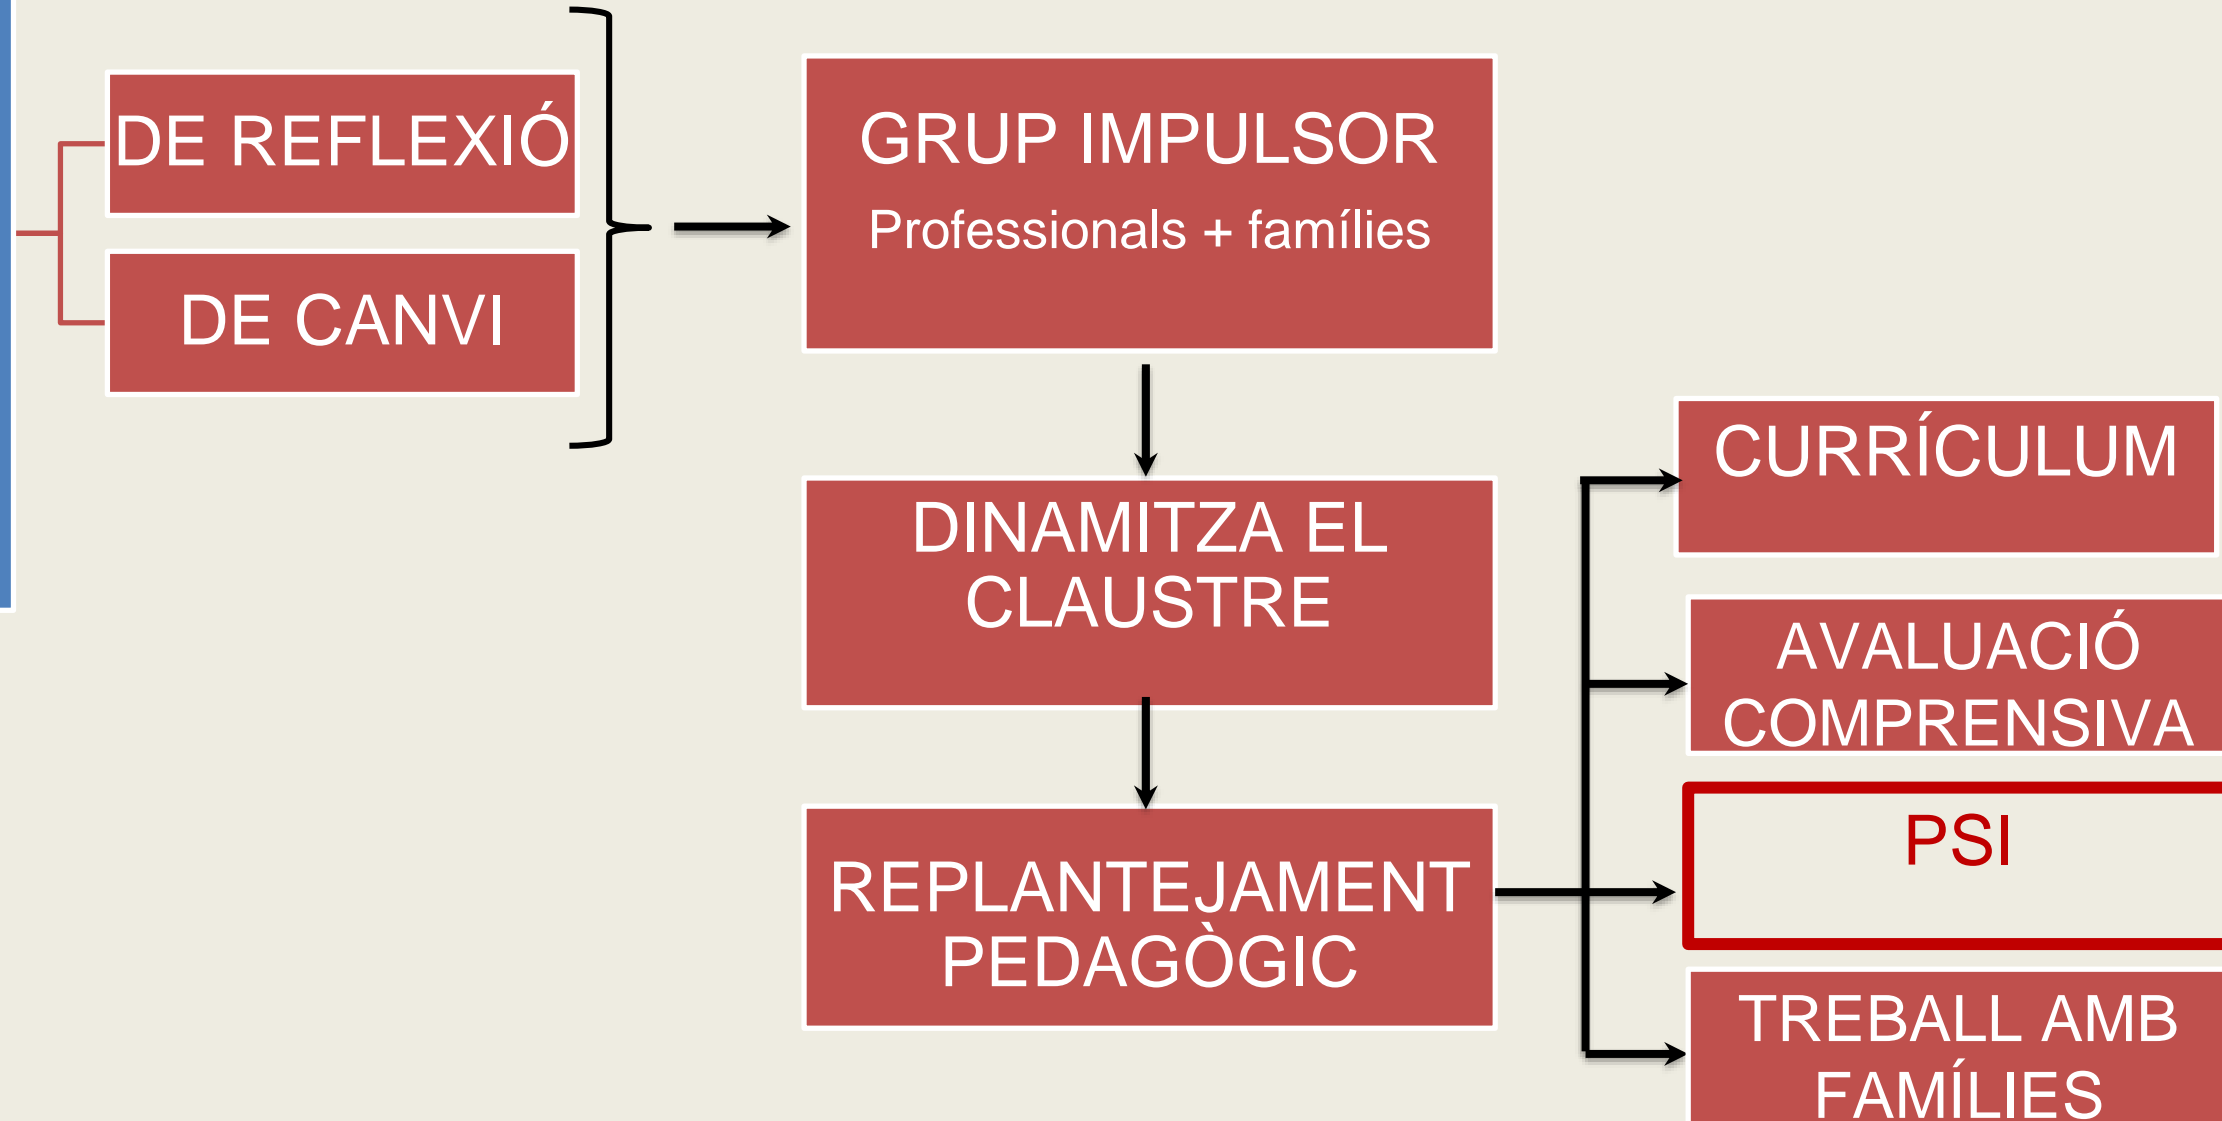 DE REFLEXIÓ
DE CANVI
GRUP IMPULSOR
Professionals + famílies
DINAMITZA EL
CLAUSTRE
REPLANTEJAMENT
PEDAGÒGIC
CURRÍCULUM
AVALUACIÓ
COMPRENSIVA
PSI
TREBALL AMB
FAMÍLIES